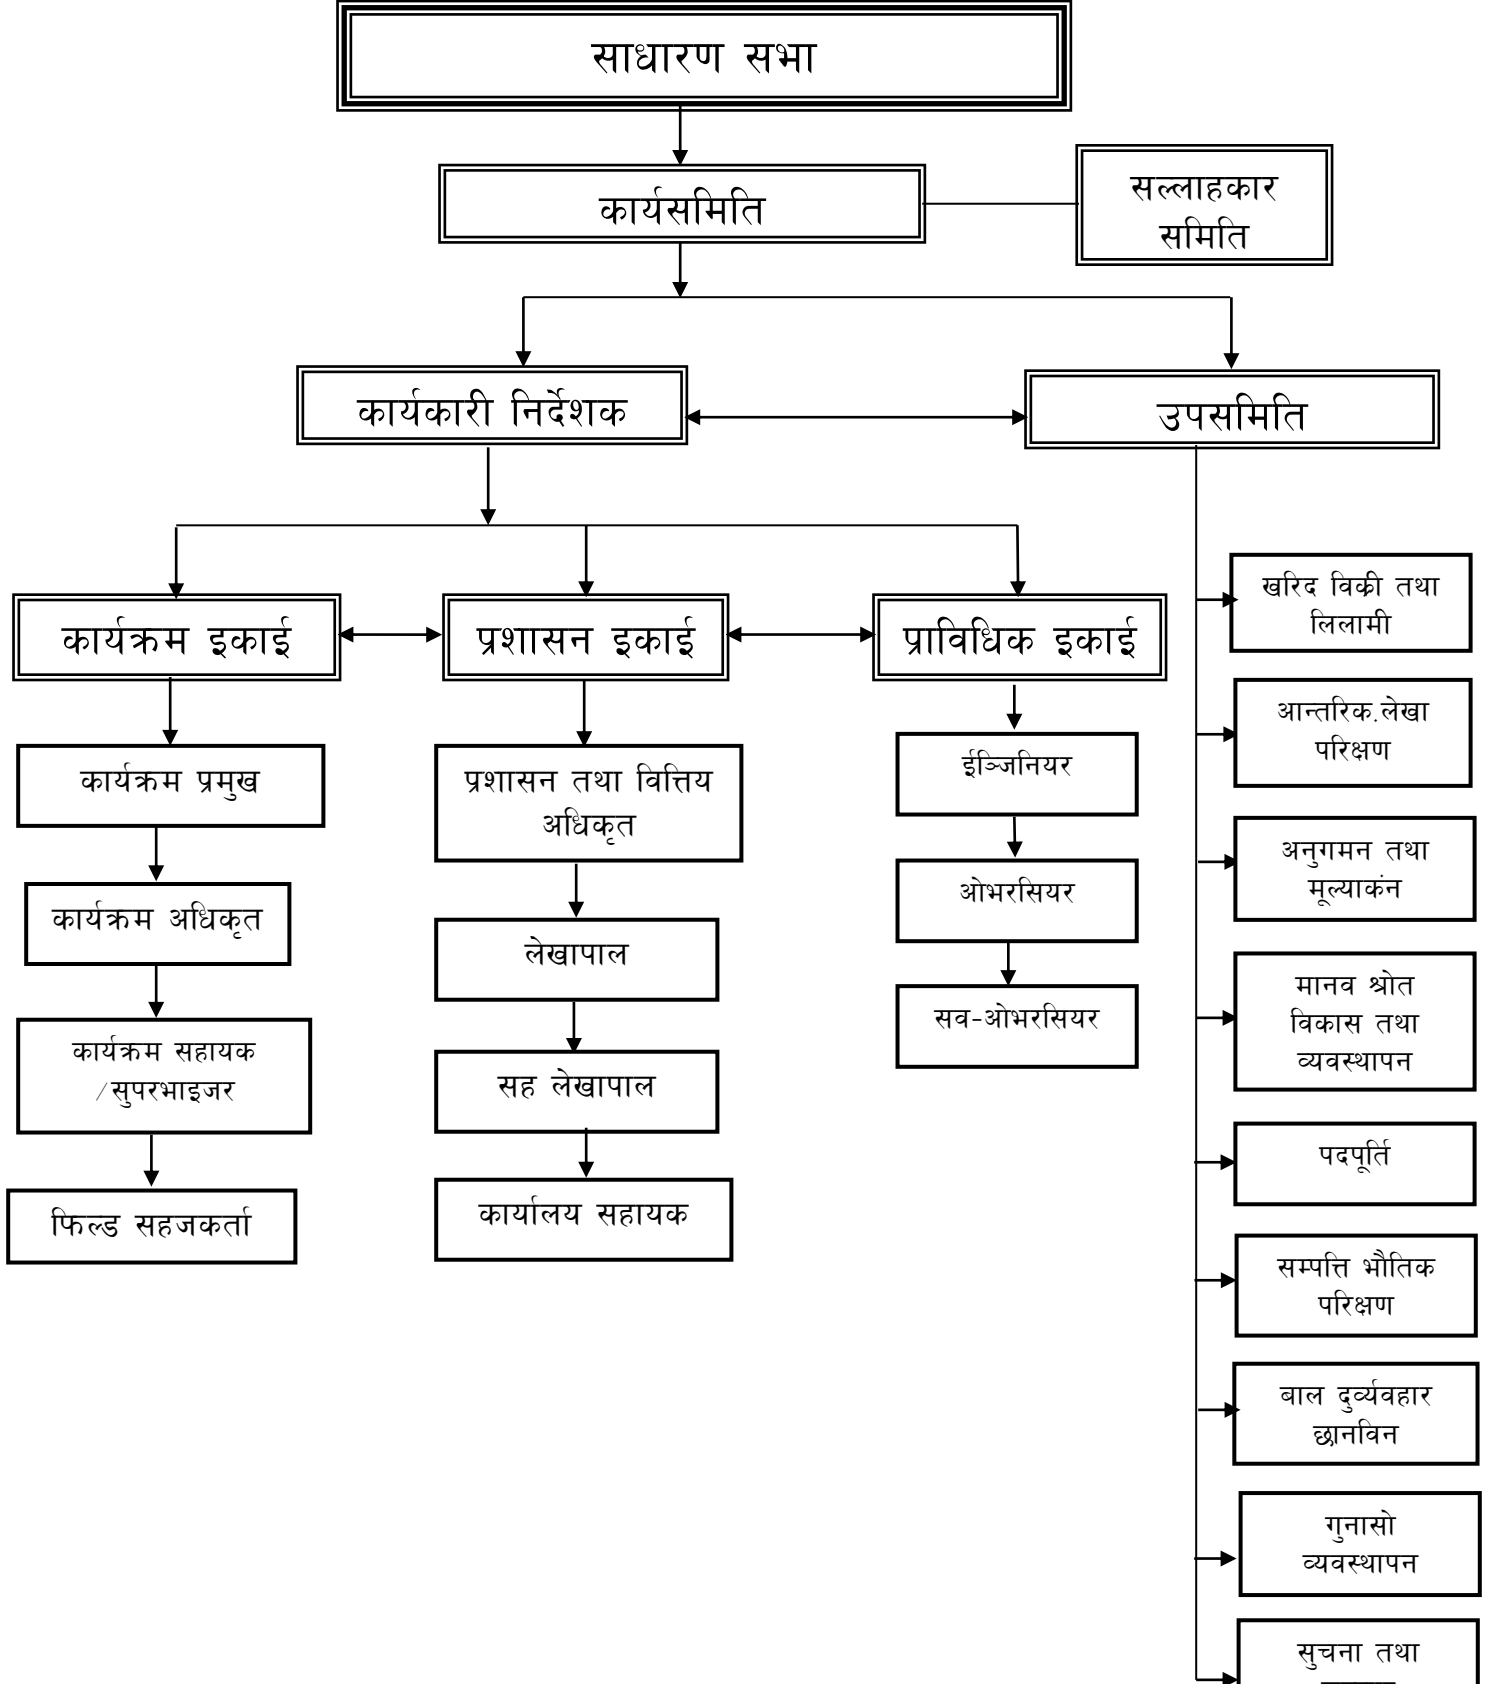 साधारण सभा
कार्यसमिति
सल्लाहकार
समिति
कार्यकारी निर्देशक
उपसमिति
कार्यक्रम इकाई
प्रशासन इकाई
प्राविधिक इकाई
कार्यक्रम प्रमुख
कार्यक्रम अधिकृत
कार्यक्रम सहायक
/सुपरभाइजर
फिल्ड सहजकर्ता
प्रशासन तथा वित्तिय
अधिकृत
लेखापाल
सह लेखापाल
कार्यालय सहायक
ईञ्जिनियर
ओभरसियर
सव-ओभरसियर
खरिद विक्री तथा
लिलामी
आन्तरिक.लेखा
परिक्षण
अनुगमन तथा
मूल्याकंन
मानव श्रोत
विकास तथा
व्यवस्थापन
पदपूर्ति
सम्पत्ति भौतिक
परिक्षण
बाल दुर्व्यवहार
छानविन
गुनासो
व्यवस्थापन
सुचना तथा